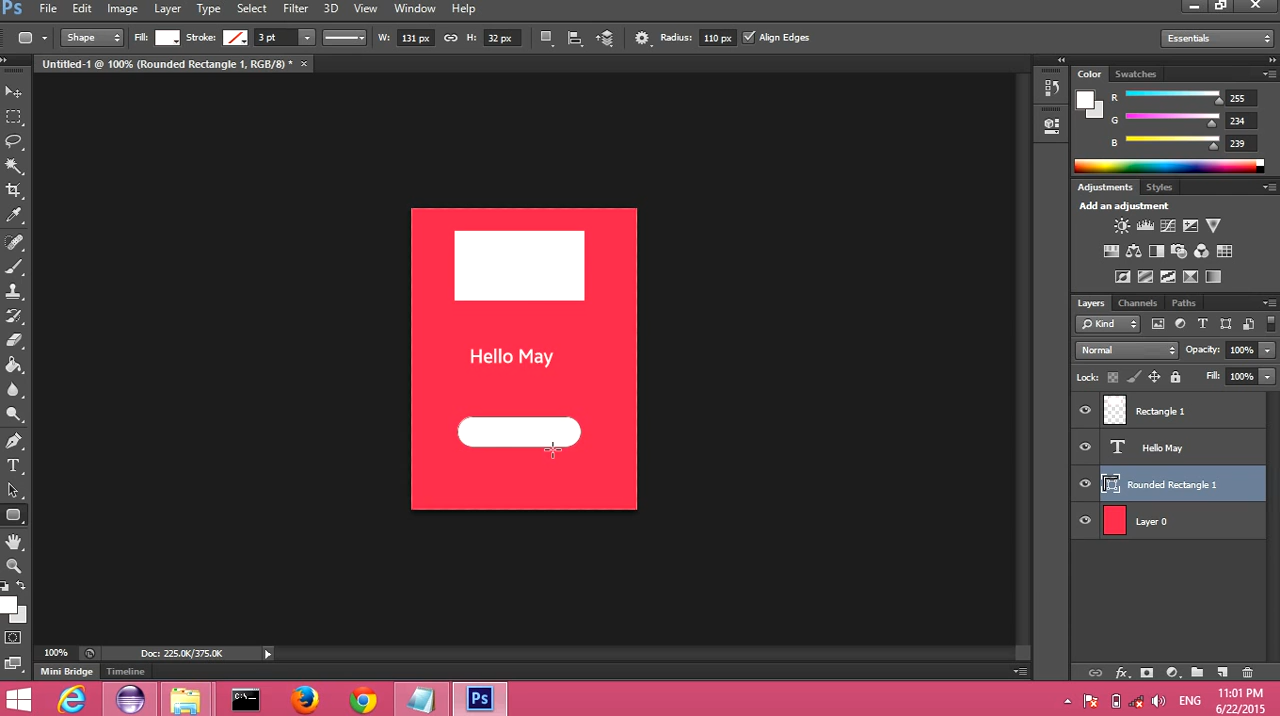 Ps File Edit Image Layer Type Select Filter 3D View Window Help
Shape Fill: Stroke: 3 pt W: 131 px H: 32 px Radius: 110 px Align Edges Essentials
Untitled-1 @ 100% (Rounded Rectangle 1, RGB/8) *
Color Swatches
R 255
G 234
B 239
Adjustments Styles
Add an adjustment
Layers Channels Paths
Kind
Normal Opacity: 100%
Lock: Fill: 100%
Rectangle 1
T Hello May
Rounded Rectangle 1
Layer 0
Hello May
100% Doc: 225.0K/375.0K
Mini Bridge Timeline
Ps
ENG
11:01 PM
6/22/2015